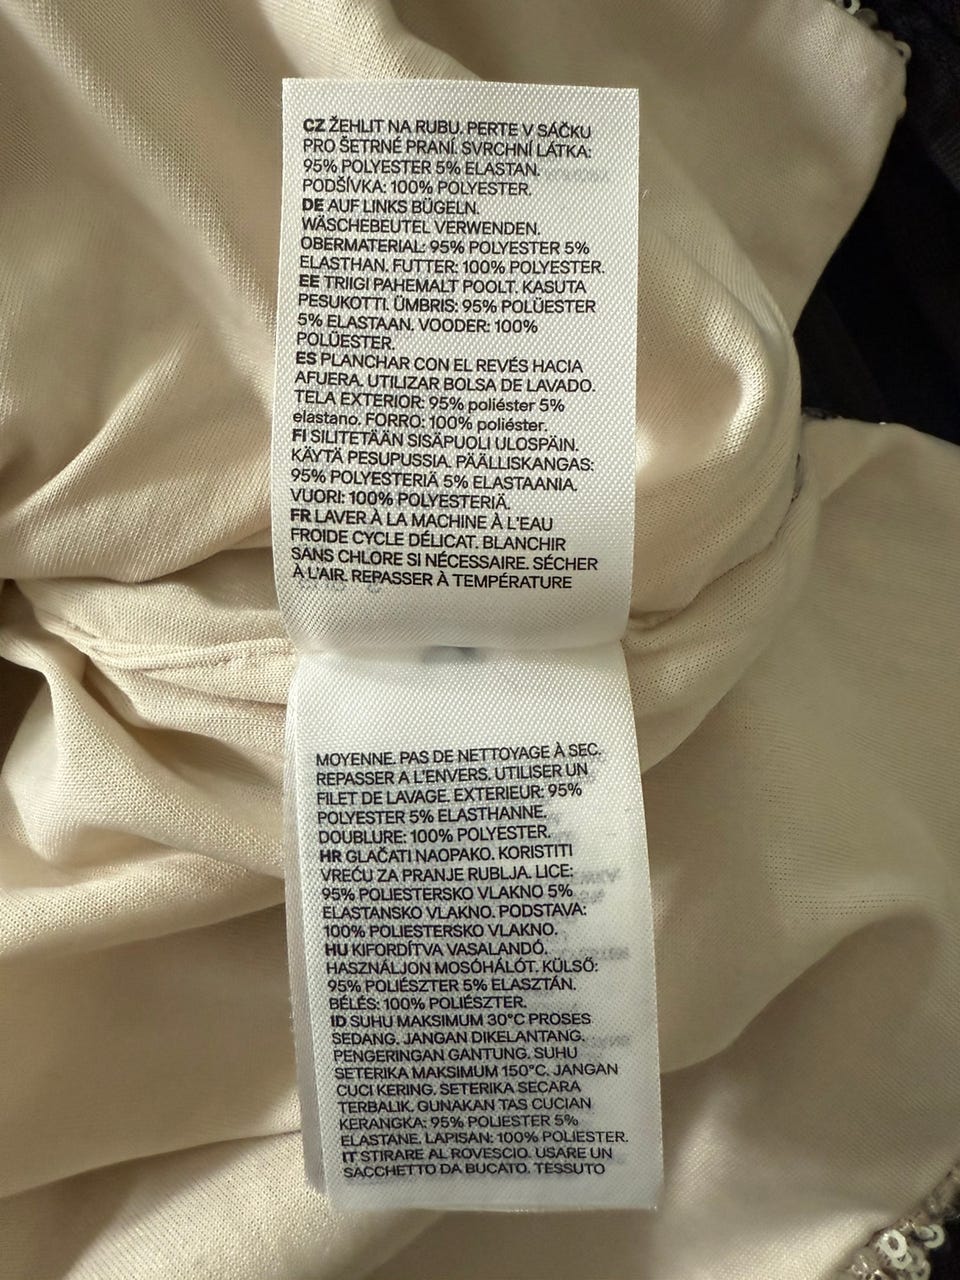 CZ ŽEHLIT NA RUBU. PERTE V SÁČKU
PRO ŠETRNÉ PRANÍ. SVRCHNÍ LÁTKA:
95% POLYESTER 5% ELASTAN.
PODŠÍVKA: 100% POLYESTER.
DE AUF LINKS BÜGELN.
WÄSCHEBEUTEL VERWENDEN.
OBERMATERIAL: 95% POLYESTER 5%
ELASTHAN. FUTTER: 100% POLYESTER.
EE TRIIGI PAHEMALT POOLT. KASUTA
PESUKOTTI. ÜMBRIS: 95% POLÜESTER
5% ELASTAAN. VOODER: 100%
POLÜESTER.
ES PLANCHAR CON EL REVÉS HACIA
AFUERA. UTILIZAR BOLSA DE LAVADO.
TELA EXTERIOR: 95% poliéster 5%
elastano. FORRO: 100% poliéster.
FI SILITETÄÄN SISÄPUOLI ULOSPÄIN.
KÄYTÄ PESUPUSSIA. PÄÄLLISKANGAS:
95% POLYESTERIÄ 5% ELASTAANIA.
VUORI: 100% POLYESTERIÄ.
FR LAVER À LA MACHINE À L'EAU
FROIDE CYCLE DÉLICAT. BLANCHIR
SANS CHLORE SI NÉCESSAIRE. SÉCHER
À L'AIR. REPASSER À TEMPÉRATURE
MOYENNE. PAS DE NETTOYAGE À SEC.
REPASSER A L'ENVERS. UTILISER UN
FILET DE LAVAGE. EXTERIEUR: 95%
POLYESTER 5% ELASTHANNE.
DOUBLURE: 100% POLYESTER.
HR GLAČATI NAOPAKO. KORISTITI
VREĆU ZA PRANJE RUBLJA. LICE:
95% POLIESTERSKO VLAKNO 5%
ELASTANSKO VLAKNO. PODSTAVA:
100% POLIESTERSKO VLAKNO.
HU KIFORDÍTVA VASALANDÓ.
HASZNÁLJON MOSÓHÁLÓT. KÜLSŐ:
95% POLIÉSZTER 5% ELASZTÁN.
BÉLÉS: 100% POLIÉSZTER.
ID SUHU MAKSIMUM 30°C PROSES
SEDANG. JANGAN DIKELANTANG.
PENGERINGAN GANTUNG. SUHU
SETERIKA MAKSIMUM 150°C. JANGAN
CUCI KERING. SETERIKA SECARA
TERBALIK. GUNAKAN TAS CUCIAN
KERANGKA: 95% POLIESTER 5%
ELASTANE. LAPISAN: 100% POLIESTER.
IT STIRARE AL ROVESCIO. USARE UN
SACCHETTO DA BUCATO. TESSUTO